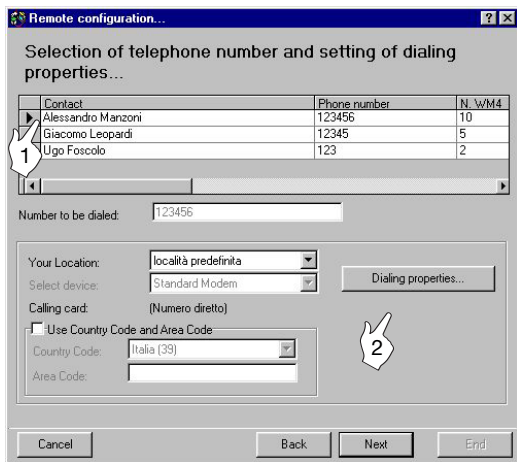 Remote configuration...
Selection of telephone number and setting of dialing
properties...
Contact Phone number N. WM4
Alessandro Manzoni 123456 10
Giacomo Leopardi 12345 5
Ugo Foscolo 123 2
1
Number to be dialed: 123456
Your Location: località predefinita
Select device: Standard Modem
Dialing properties...
Calling card: (Numero diretto)
Use Country Code and Area Code
Country Code: Italia (39)
Area Code:
2
Cancel Back Next End